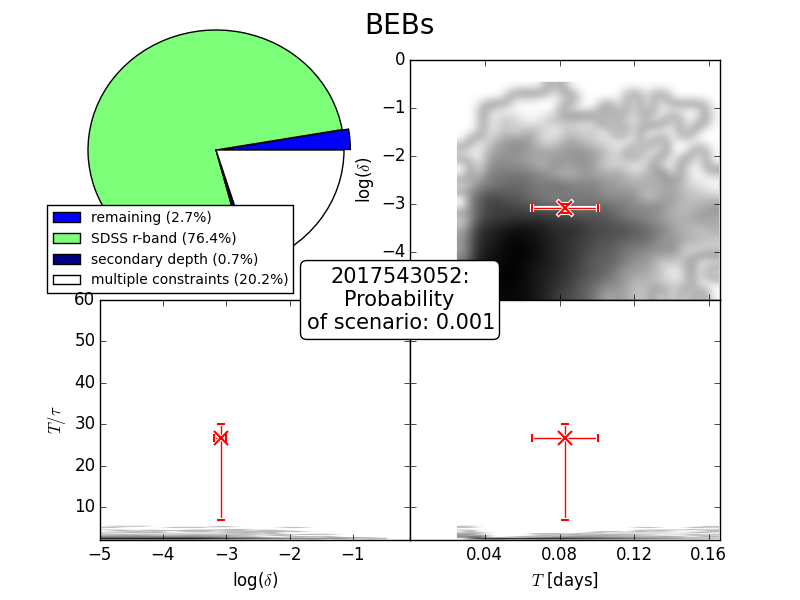 BEBs
remaining (2.7%)
SDSS r-band (76.4%)
secondary depth (0.7%)
multiple constraints (20.2%)
0
−1
−2
−3
−4
log(δ)
2017543052:
Probability
of scenario: 0.001
60
50
40
30
20
10
T/τ
−5 −4 −3 −2 −1
log(δ)
0.04 0.08 0.12 0.16
T [days]